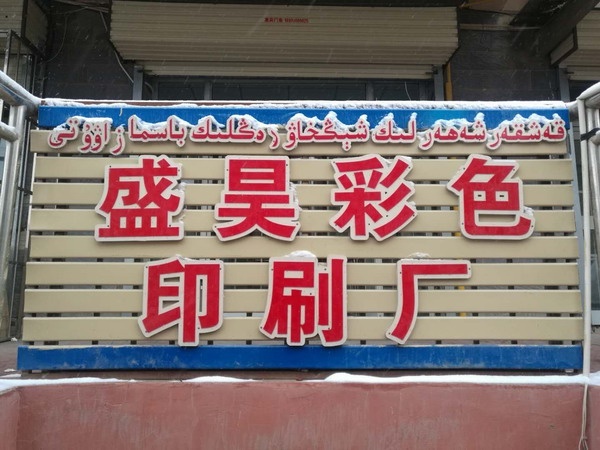 قەشقەر شەھەرلىك شېڭخاۋ رەڭلىك باسما زاۋۇتى
盛昊彩色
印刷厂